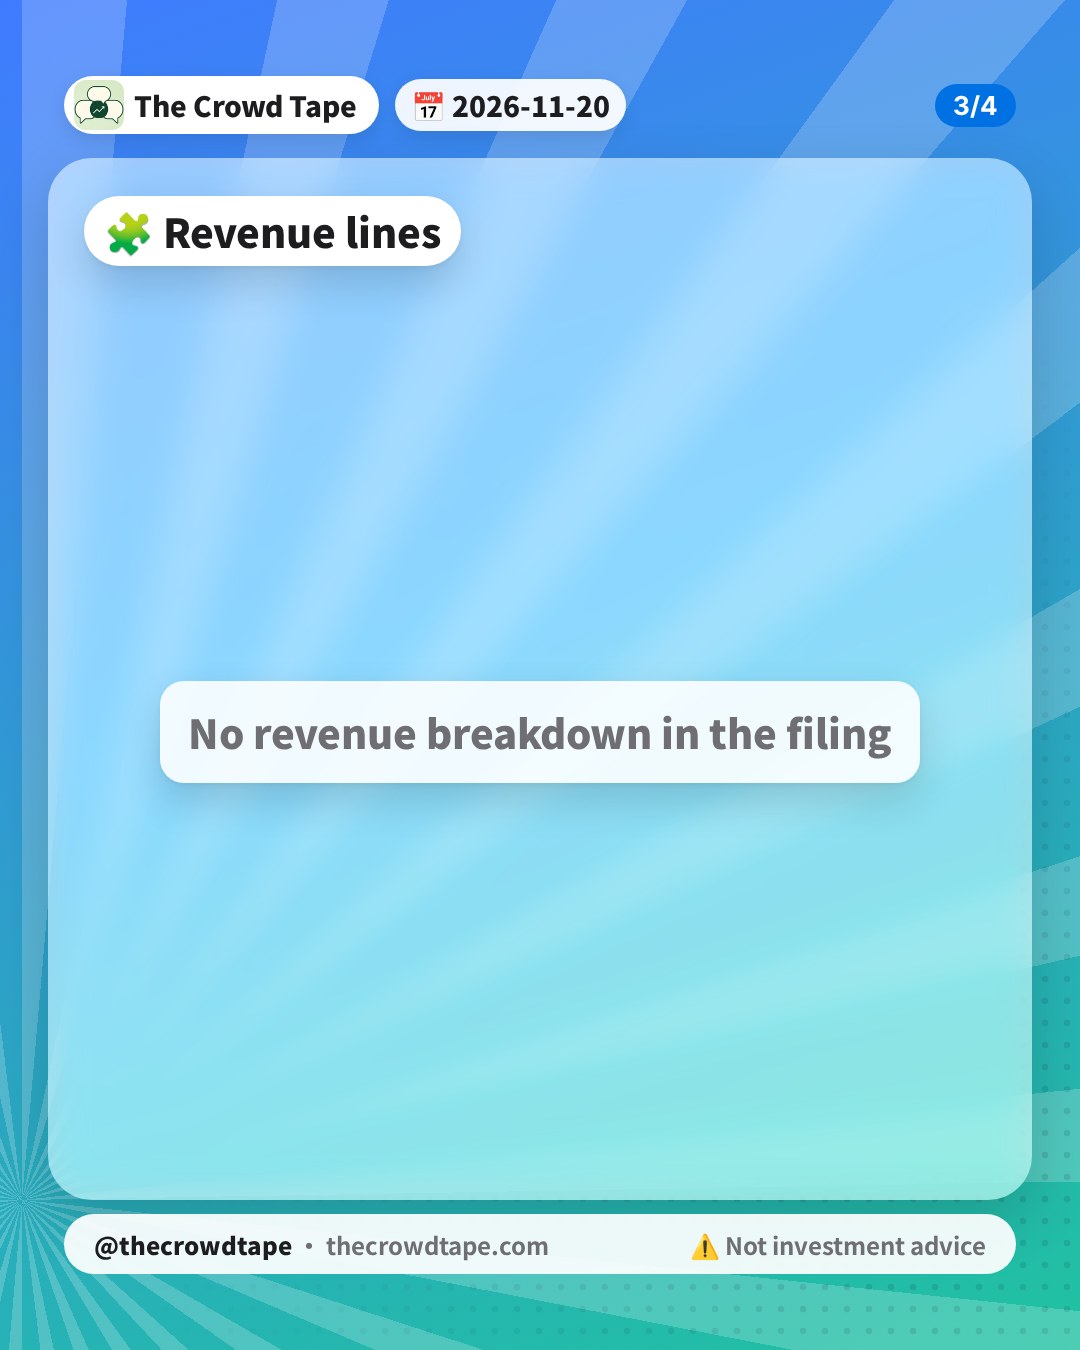 The Crowd Tape
📅 2026-11-20
3/4
🧩 Revenue lines
No revenue breakdown in the filing
@thecrowdtape • thecrowdtape.com
⚠️ Not investment advice